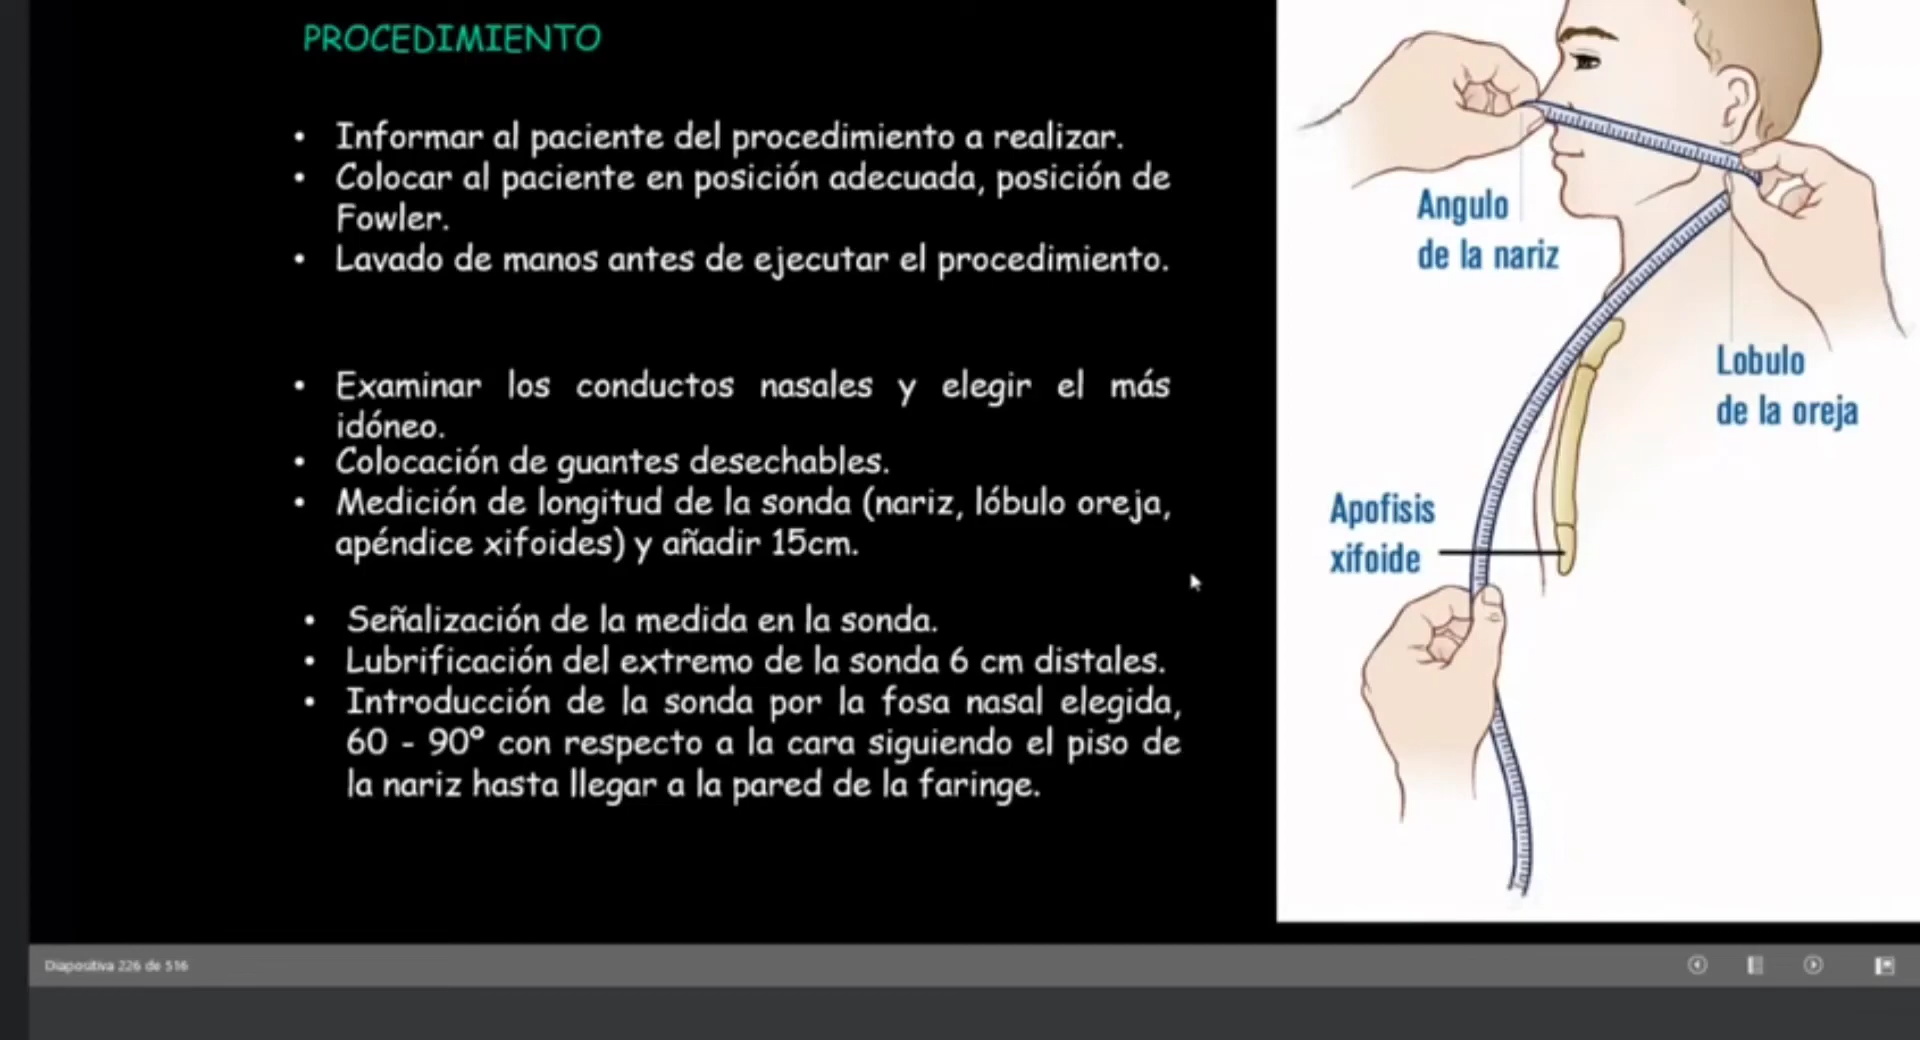 PROCEDIMIENTO
• Informar al paciente del procedimiento a realizar.
• Colocar al paciente en posición adecuada, posición de
Fowler.
• Lavado de manos antes de ejecutar el procedimiento.
• Examinar los conductos nasales y elegir el más
idóneo.
• Colocación de guantes desechables.
• Medición de longitud de la sonda (nariz, lóbulo oreja,
apéndice xifoides) y añadir 15cm.
• Señalización de la medida en la sonda.
• Lubrificación del extremo de la sonda 6 cm distales.
• Introducción de la sonda por la fosa nasal elegida,
60 - 90º con respecto a la cara siguiendo el piso de
la nariz hasta llegar a la pared de la faringe.
Angulo
de la nariz
Lobulo
de la oreja
Apofisis
xifoide
Diapositiva 226 de 516